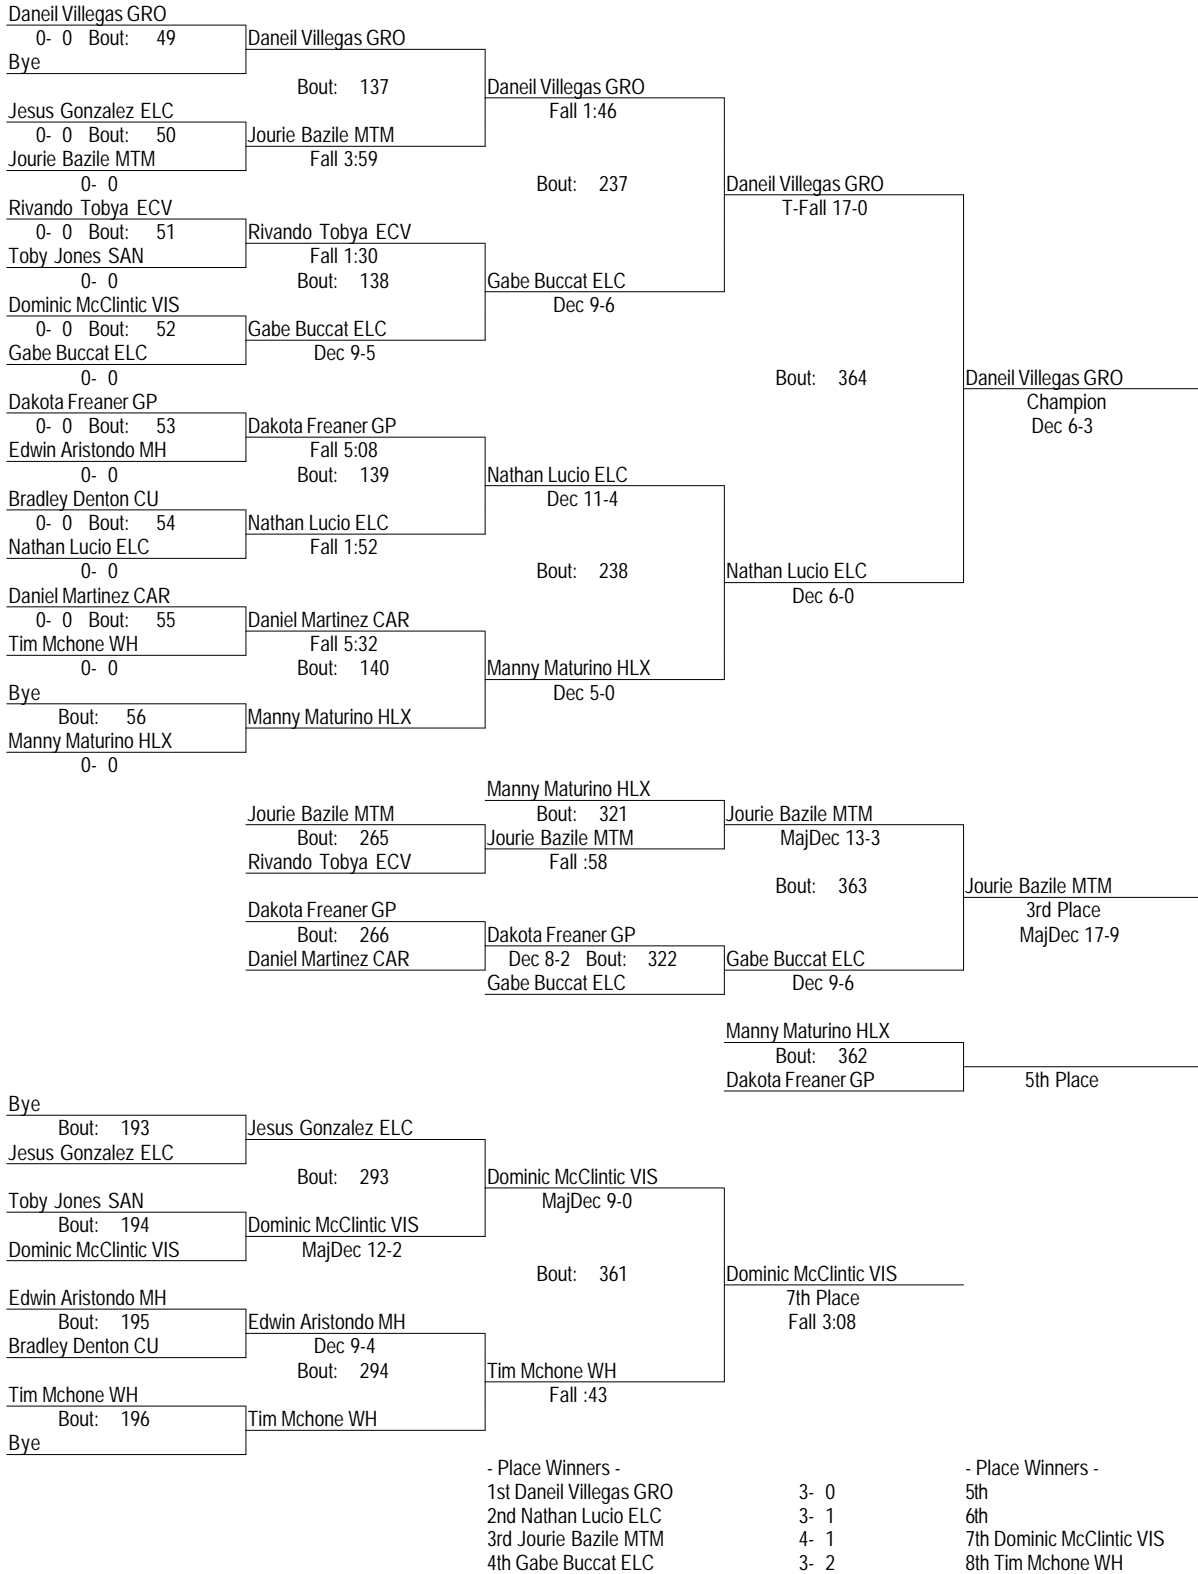 Daneil Villegas GRO
0- 0 Bout: 49 Daneil Villegas GRO
Bye
Bout: 137 Daneil Villegas GRO
Jesus Gonzalez ELC Fall 1:46
0- 0 Bout: 50 Jourie Bazile MTM
Jourie Bazile MTM Fall 3:59
0- 0 Bout: 237 Daneil Villegas GRO
Rivando Tobya ECV T-Fall 17-0
0- 0 Bout: 51 Rivando Tobya ECV
Toby Jones SAN Fall 1:30
0- 0 Bout: 138 Gabe Buccat ELC
Dominic McClintic VIS Dec 9-6
0- 0 Bout: 52 Gabe Buccat ELC
Gabe Buccat ELC Dec 9-5
0- 0 Bout: 364 Daneil Villegas GRO
Dakota Freaner GP Champion
0- 0 Bout: 53 Dakota Freaner GP Dec 6-3
Edwin Aristondo MH Fall 5:08
0- 0 Bout: 139 Nathan Lucio ELC
Bradley Denton CU Dec 11-4
0- 0 Bout: 54 Nathan Lucio ELC
Nathan Lucio ELC Fall 1:52
0- 0 Bout: 238 Nathan Lucio ELC
Daniel Martinez CAR Dec 6-0
0- 0 Bout: 55 Daniel Martinez CAR
Tim Mchone WH Fall 5:32
0- 0 Bout: 140 Manny Maturino HLX
Bye Dec 5-0
Bout: 56 Manny Maturino HLX
Manny Maturino HLX
0- 0
Manny Maturino HLX
Jourie Bazile MTM Bout: 321 Jourie Bazile MTM
Bout: 265 Jourie Bazile MTM MajDec 13-3
Rivando Tobya ECV Fall :58
Bout: 363 Jourie Bazile MTM
Dakota Freaner GP 3rd Place
Bout: 266 Dakota Freaner GP MajDec 17-9
Daniel Martinez CAR Dec 8-2 Bout: 322 Gabe Buccat ELC
Gabe Buccat ELC Dec 9-6
Manny Maturino HLX
Bout: 362
Dakota Freaner GP 5th Place
Bye
Bout: 193 Jesus Gonzalez ELC
Jesus Gonzalez ELC
Bout: 293 Dominic McClintic VIS
Toby Jones SAN MajDec 9-0
Bout: 194 Dominic McClintic VIS
Dominic McClintic VIS MajDec 12-2
Bout: 361 Dominic McClintic VIS
Edwin Aristondo MH 7th Place
Bout: 195 Edwin Aristondo MH Fall 3:08
Bradley Denton CU Dec 9-4
Bout: 294 Tim Mchone WH
Tim Mchone WH Fall :43
Bout: 196 Tim Mchone WH
Bye
- Place Winners - - Place Winners -
1st Daneil Villegas GRO 3- 0 5th
2nd Nathan Lucio ELC 3- 1 6th
3rd Jourie Bazile MTM 4- 1 7th Dominic McClintic VIS
4th Gabe Buccat ELC 3- 2 8th Tim Mchone WH